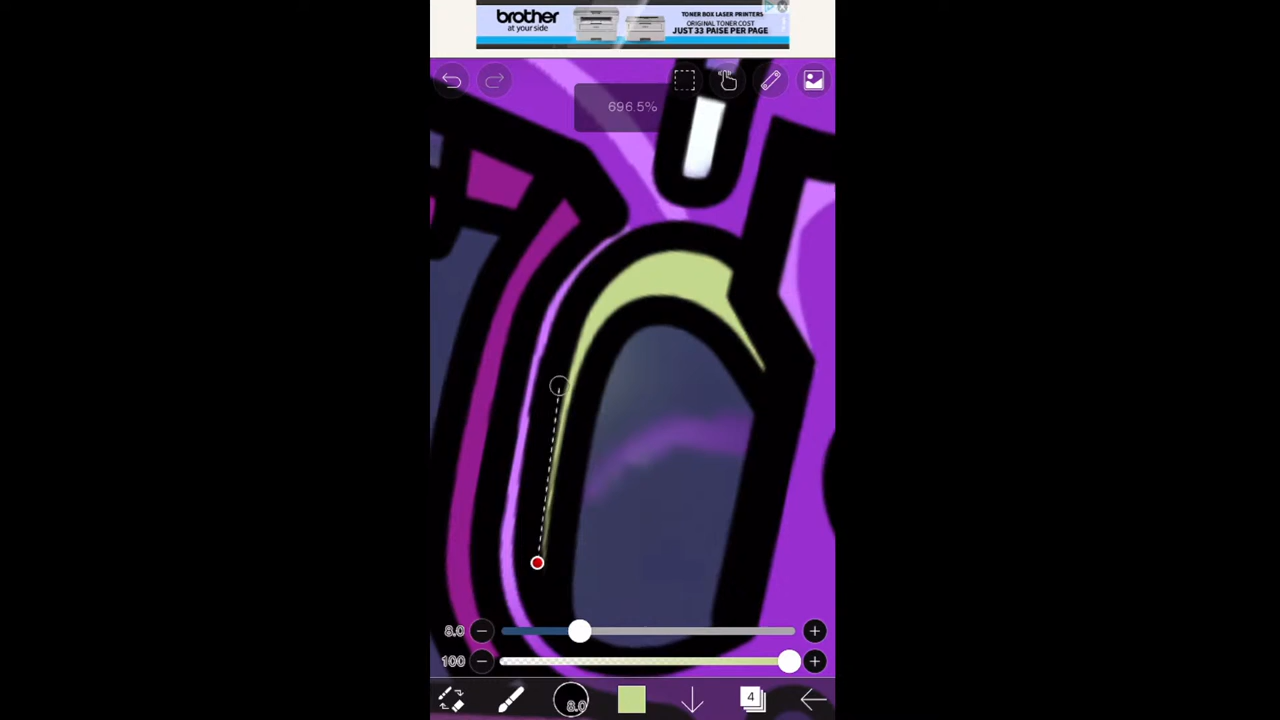 brother
at your side
TONER BOX LASER PRINTERS
ORIGINAL TONER COST
JUST 33 PAISE PER PAGE
696.5%
8.0
100
8.0
4